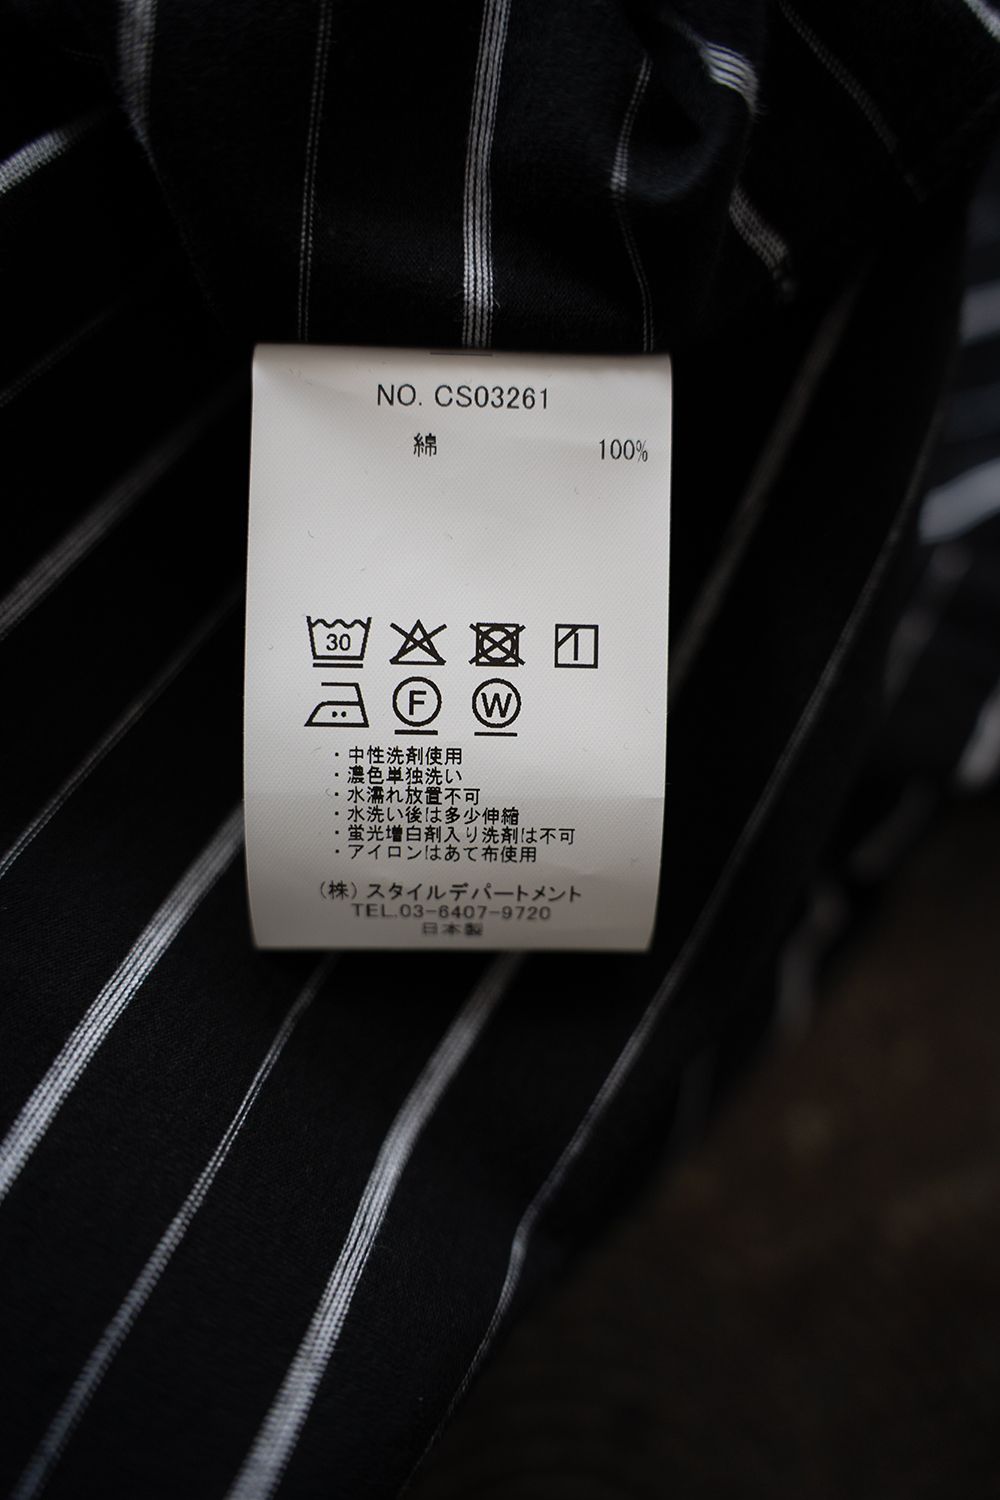 NO. CS03261
綿 100%
30
F W
・中性洗剤使用
・濃色単独洗い
・水濡れ放置不可
・水洗い後は多少伸縮
・蛍光増白剤入り洗剤は不可
・アイロンはあて布使用
(株)スタイルデパートメント
TEL.03-6407-9720
日本製